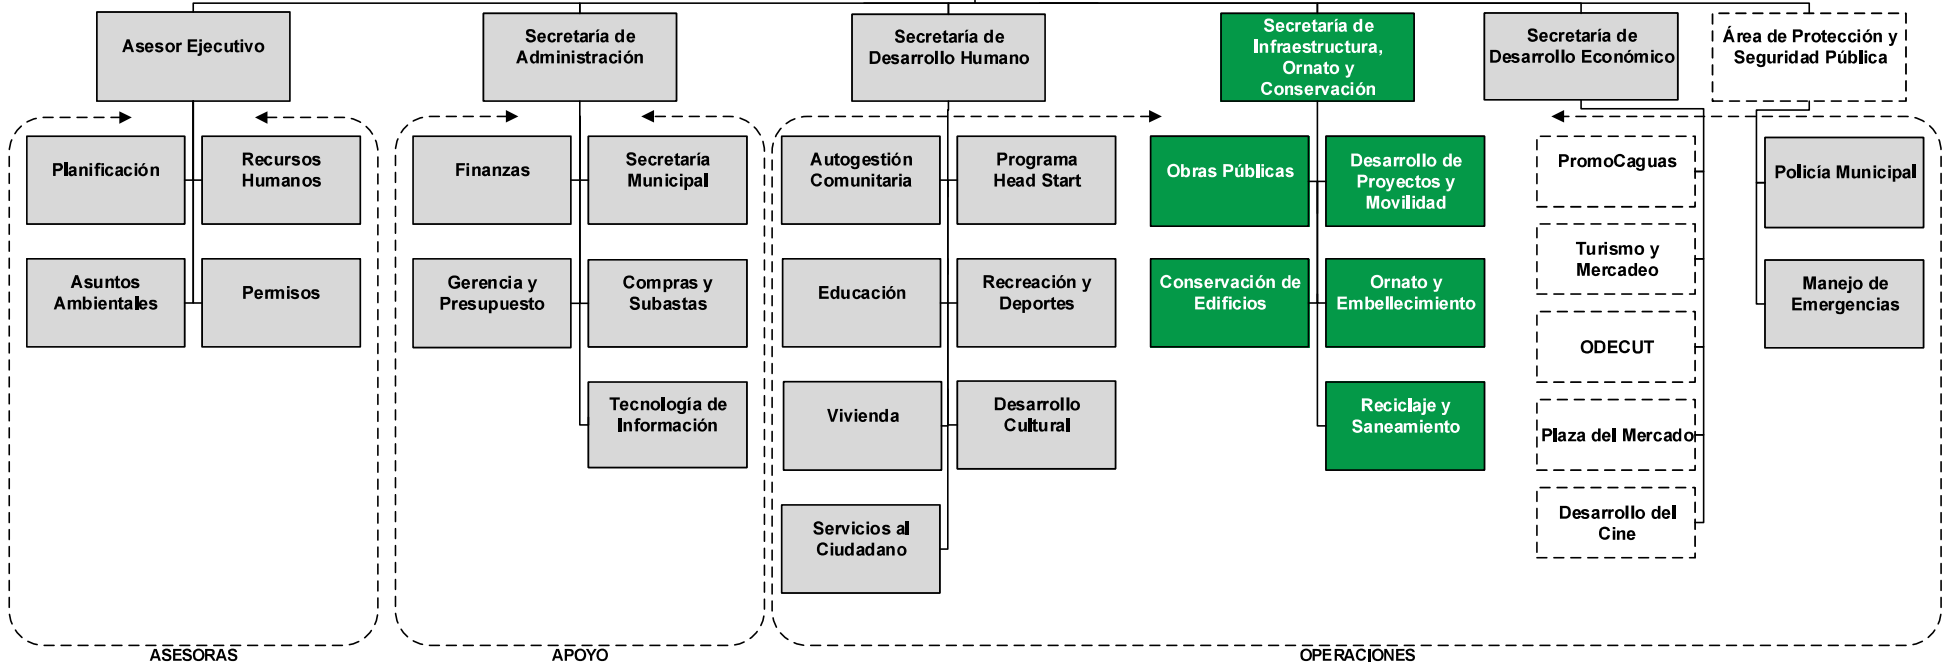 Asesor Ejecutivo
Secretaría de
Administración
Secretaría de
Desarrollo Humano
Secretaría de
Infraestructura,
Ornato y
Conservación
Secretaría de
Desarrollo Económico
Área de Protección y
Seguridad Pública
Planificación
Recursos
Humanos
Asuntos
Ambientales
Permisos
Finanzas
Secretaría
Municipal
Gerencia y
Presupuesto
Compras y
Subastas
Tecnología de
Información
Autogestión
Comunitaria
Programa
Head Start
Educación
Recreación y
Deportes
Vivienda
Desarrollo
Cultural
Servicios al
Ciudadano
Obras Públicas
Desarrollo de
Proyectos y
Movilidad
Conservación de
Edificios
Ornato y
Embellecimiento
Reciclaje y
Saneamiento
PromoCaguas
Turismo y
Mercadeo
ODECUT
Plaza del Mercado
Desarrollo del
Cine
Policía Municipal
Manejo de
Emergencias
ASESORAS
APOYO
OPERACIONES